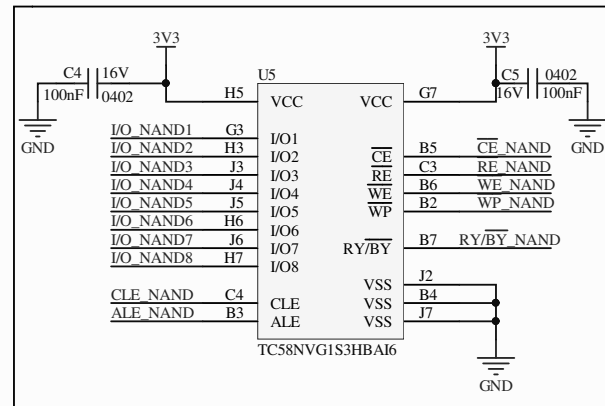 3V3
3V3
C4 16V
100nF 0402
GND
U5
C5 0402
16V 100nF
GND
H5 VCC VCC G7
I/O_NAND1 G3 I/O1
I/O_NAND2 H3 I/O2 CE B5 CE_NAND
I/O_NAND3 J3 I/O3 RE C3 RE_NAND
I/O_NAND4 J4 I/O4 WE B6 WE_NAND
I/O_NAND5 J5 I/O5 WP B2 WP_NAND
I/O_NAND6 H6 I/O6
I/O_NAND7 J6 I/O7 RY/BY B7 RY/BY_NAND
I/O_NAND8 H7 I/O8
VSS J2
CLE_NAND C4 CLE VSS B4
ALE_NAND B3 ALE VSS J7
TC58NVG1S3HBAI6
GND